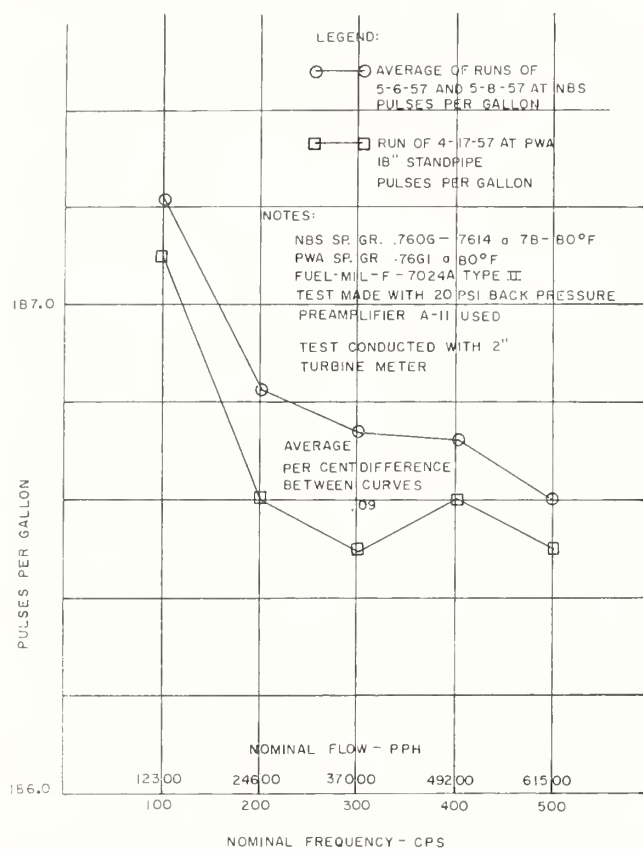 LEGEND:
AVERAGE OF RUNS OF
5-6-57 AND 5-8-57 AT NBS
PULSES PER GALLON
RUN OF 4-17-57 AT PWA
18" STANDPIPE
PULSES PER GALLON
NOTES:
NBS SP. GR. .760G-.7614 a 78-80°F
PWA SP. GR .76G1 a 80°F
FUEL-MIL-F-7024A TYPE II
TEST MADE WITH 20 PSI BACK PRESSURE
PREAMPLIFIER A-11 USED
TEST CONDUCTED WITH 2"
TURBINE METER
187.0
AVERAGE
PER CENT DIFFERENCE
BETWEEN CURVES
.09
PULSES PER GALLON
NOMINAL FLOW - PPH
12300 24600 37000 49200 61500
186.0
100 200 300 400 500
NOMINAL FREQUENCY - CPS